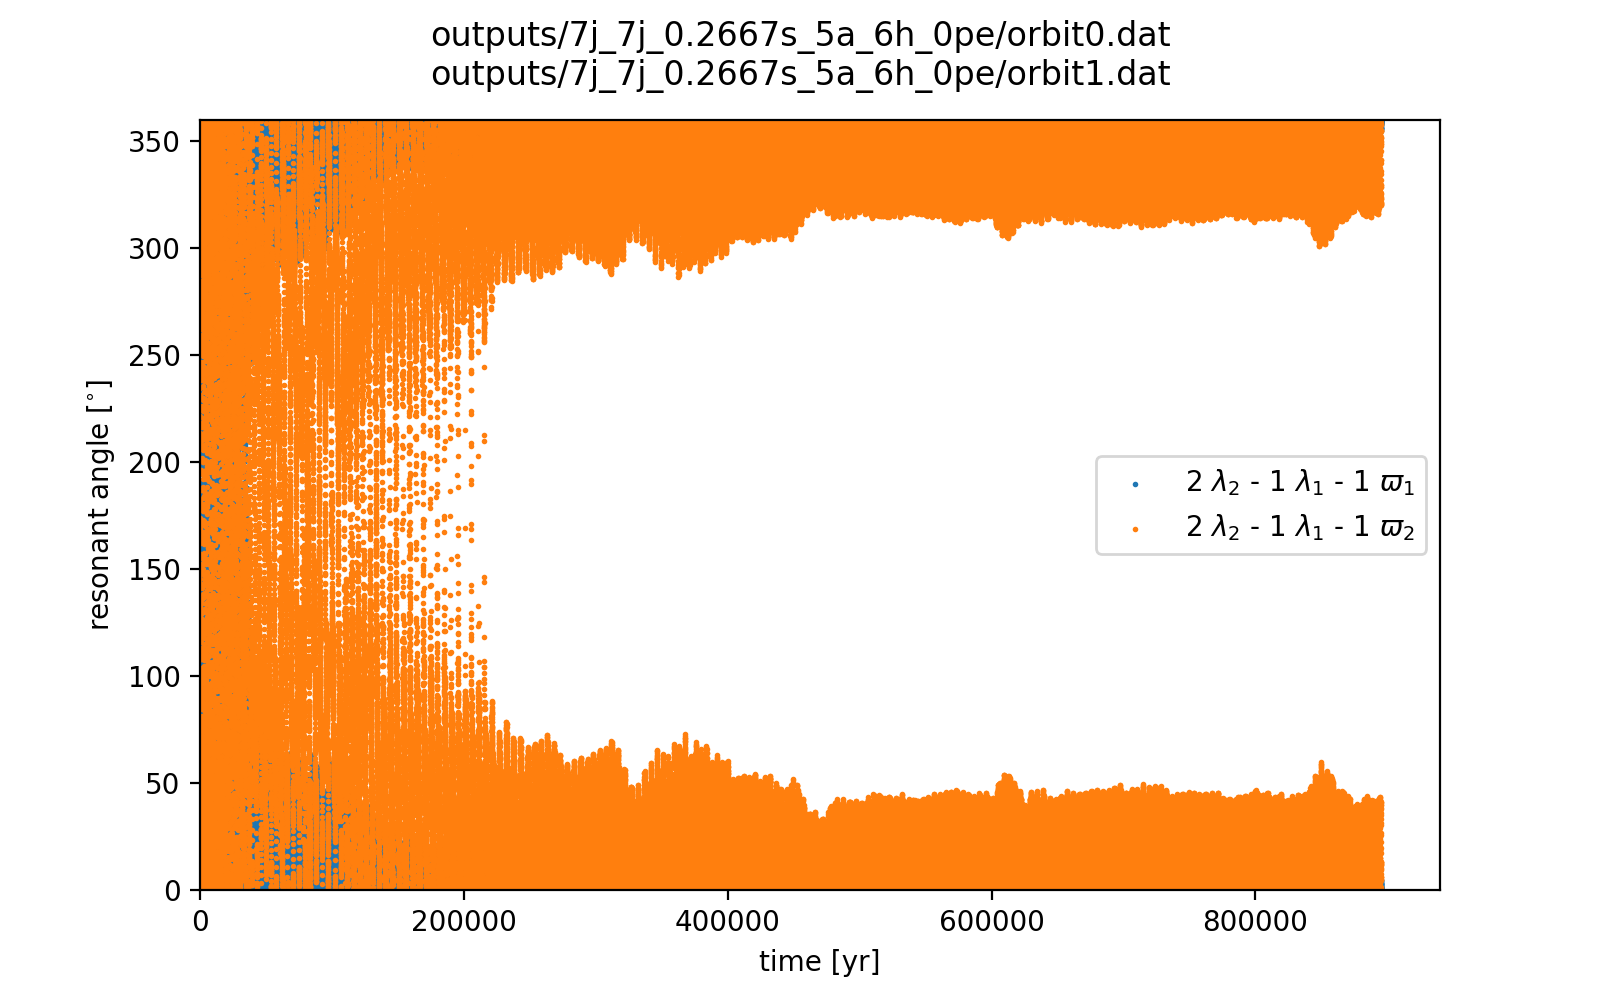 outputs/7j_7j_0.2667s_5a_6h_0pe/orbit0.dat
outputs/7j_7j_0.2667s_5a_6h_0pe/orbit1.dat
350
300
250
200
150
100
50
0
resonant angle [°]
2 λ₂ - 1 λ₁ - 1 ϖ₁
2 λ₂ - 1 λ₁ - 1 ϖ₂
0 200000 400000 600000 800000
time [yr]